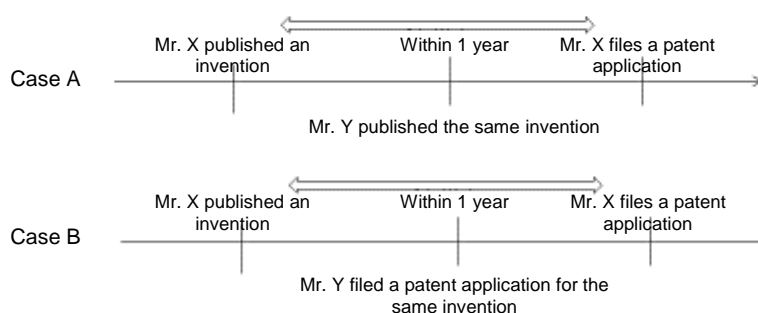 Mr. X published an invention
Within 1 year
Mr. X files a patent application
Case A
Mr. Y published the same invention
Mr. X published an invention
Within 1 year
Mr. X files a patent application
Case B
Mr. Y filed a patent application for the
same invention